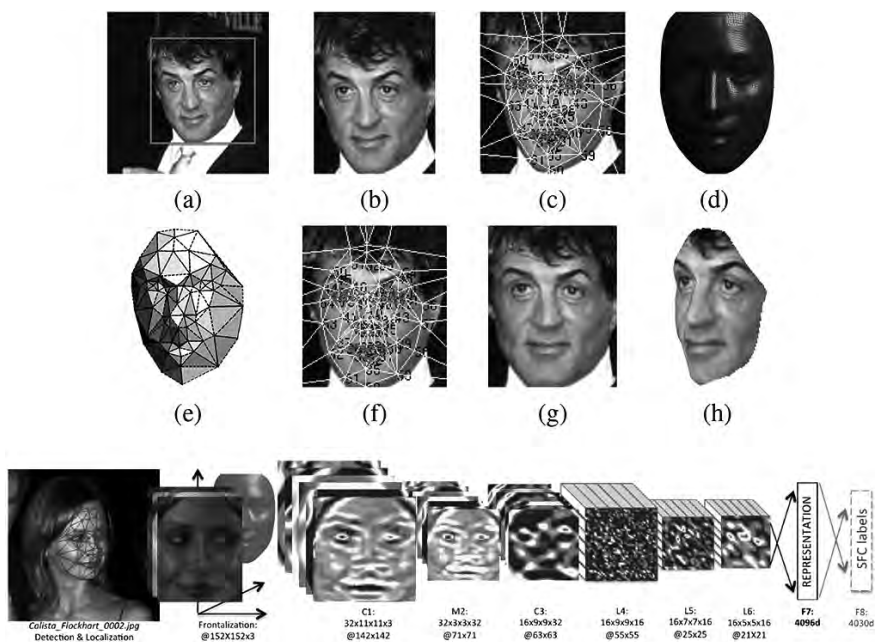 (a)
(b)
(c)
(d)
(e)
(f)
(g)
(h)
REPRESENTATION
SFC labels
Calista_Flockhart_0002.jpg
Detection & Localization
Frontalization:
@152X152x3
C1:
32x11x11x3
@142x142
M2:
32x3x3x32
@71x71
C3:
16x9x9x32
@63x63
L4:
16x9x9x16
@55x55
L5:
16x7x7x16
@25x25
L6:
16x5x5x16
@21X21
F7:
4096d
F8:
4030d